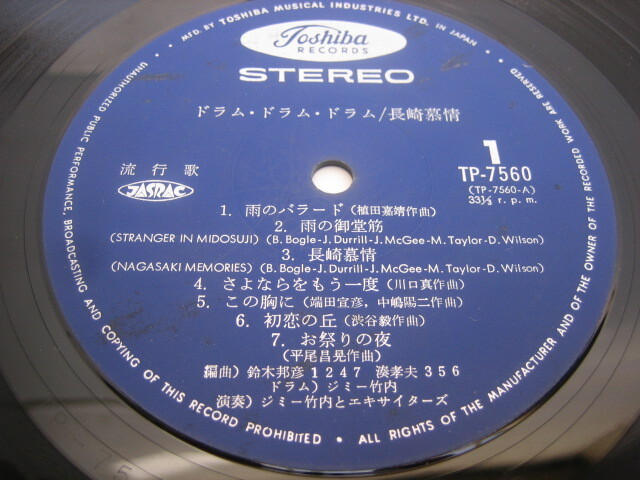 MFD. BY TOSHIBA MUSICAL INDUSTRIES LTD. IN JAPAN •
Toshiba
RECORDS
STEREO
ドラム・ドラム・ドラム/長崎慕情
流行歌
JASRAC
1
TP-7560
(TP-7560-A)
33⅓ r. p. m.
1. 雨のバラード (植田嘉靖作曲)
2. 雨の御堂筋
(STRANGER IN MIDOSUJI) (B. Bogle-J. Durrill-J. McGee-M. Taylor-D. Wilson)
3. 長崎慕情
(NAGASAKI MEMORIES) (B. Bogle-J. Durrill-J. McGee-M. Taylor-D. Wilson)
4. さよならをもう一度 (川口真作曲)
5. この胸に (端田宣彦, 中嶋陽二作曲)
6. 初恋の丘 (渋谷毅作曲)
7. お祭りの夜
(平尾昌晃作曲)
編曲) 鈴木邦彦 1 2 4 7 湊孝夫 3 5 6
ドラム) ジミー竹内
演奏) ジミー竹内とエキサイターズ
UNAUTHORIZED PUBLIC PERFORMANCE, BROADCASTING AND COPYING OF THIS RECORD PROHIBITED • ALL RIGHTS OF THE MANUFACTURER AND OF THE OWNER OF THE RECORDED WORK ARE RESERVED